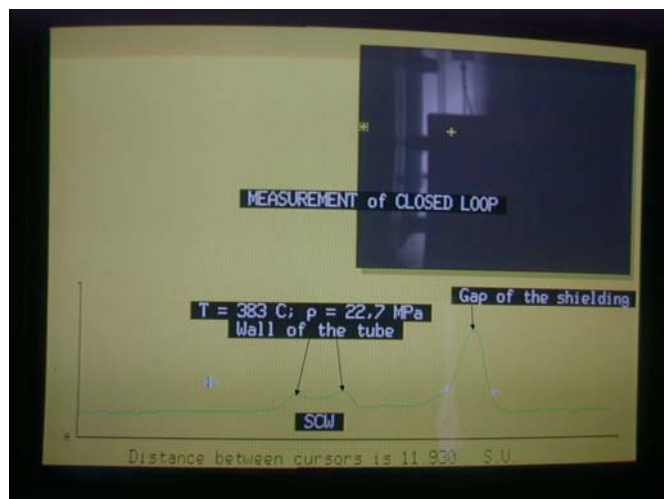 MEASUREMENT of CLOSED LOOP
T = 383 C; p = 22,7 MPa
Wall of the tube
Gap of the shielding
SCW
Distance between cursors is 11.930 S.V.